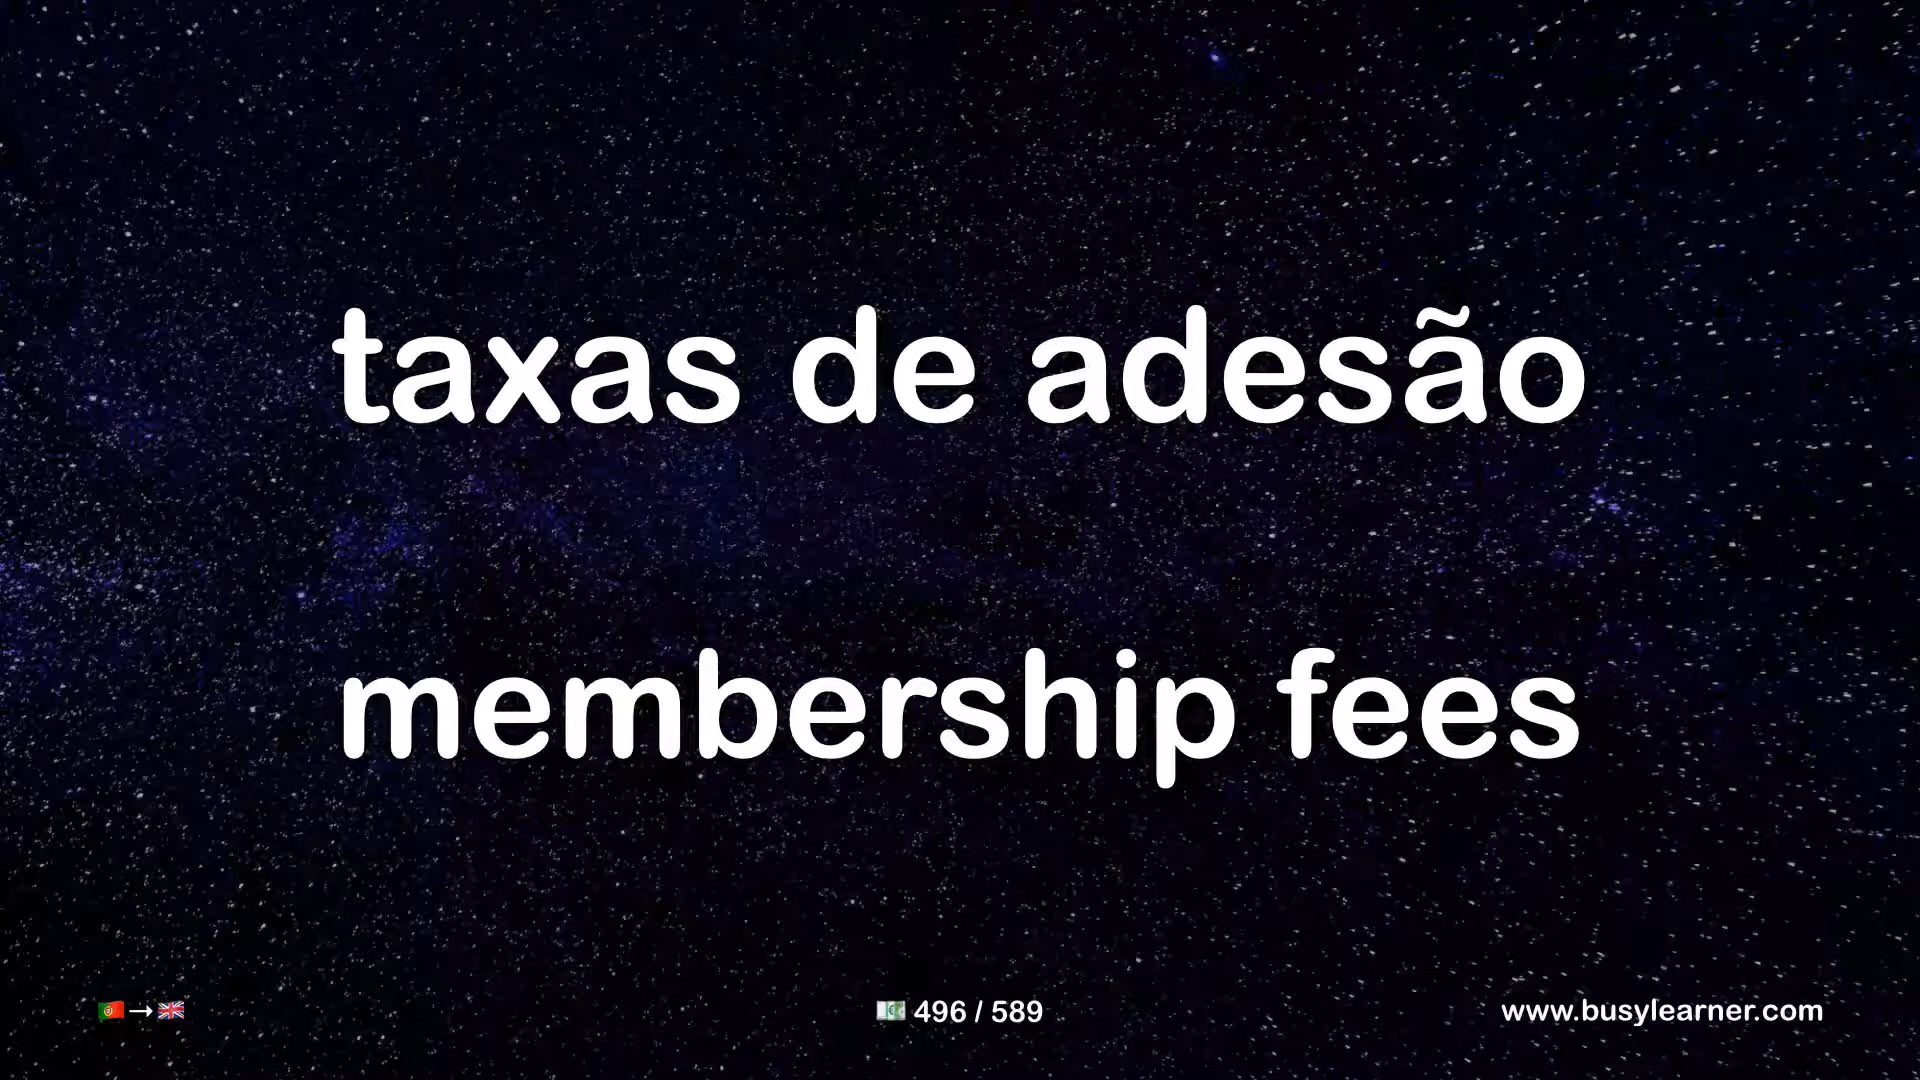 taxas de adesão
membership fees
🇵🇹→🇬🇧
💶 496 / 589
www.busylearner.com